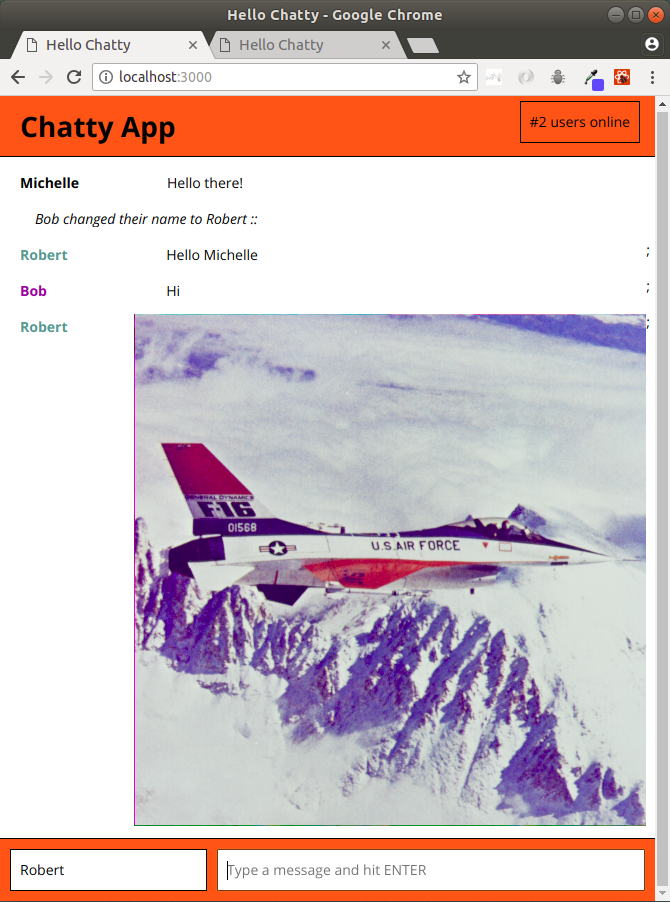 Hello Chatty - Google Chrome
Hello Chatty
Hello Chatty
localhost:3000
Chatty App
#2 users online
Michelle Hello there!
Bob changed their name to Robert ::
Robert Hello Michelle ;
Bob Hi ;
Robert ;
GENERAL DYNAMICS
F-16
01568
U.S. AIR FORCE
Robert
Type a message and hit ENTER